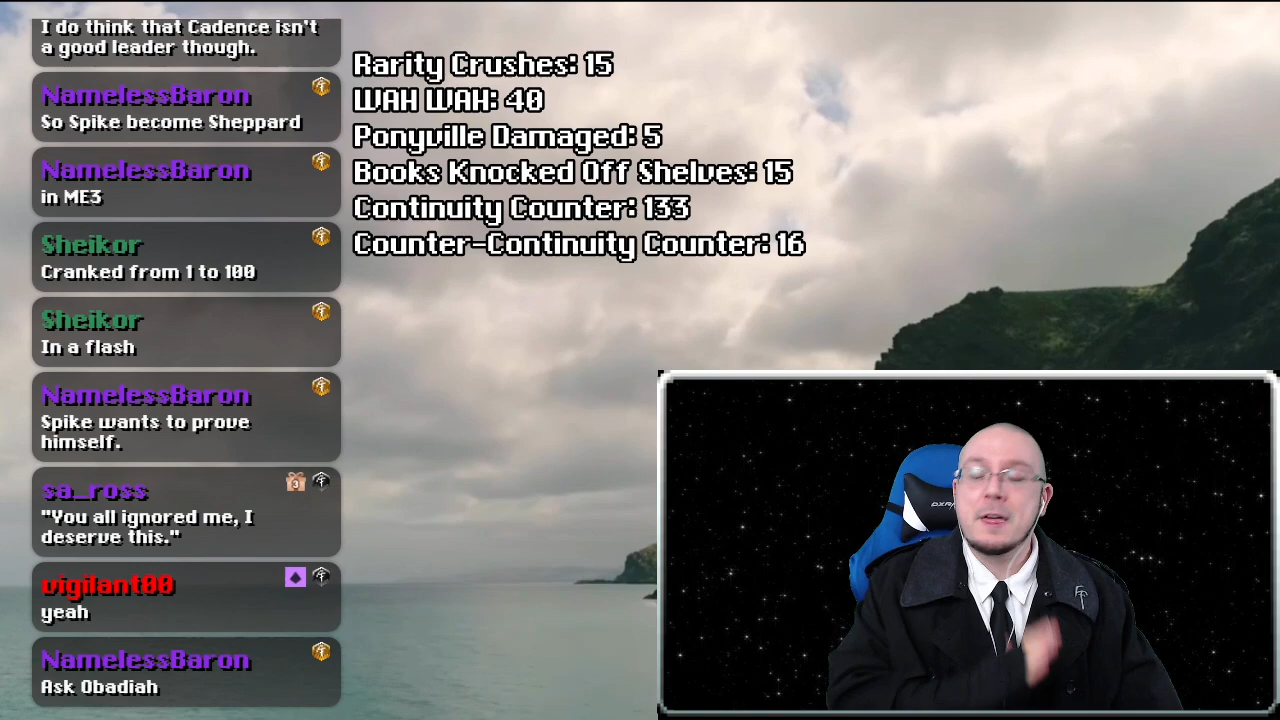 I do think that Cadence isn't
a good leader though.
NamelessBaron
So Spike become Sheppard
NamelessBaron
in ME3
Sheikor
Cranked from 1 to 100
Sheikor
In a flash
NamelessBaron
Spike wants to prove
himself.
sa_ross
3
"You all ignored me, I
deserve this."
vigilant00
yeah
NamelessBaron
Ask Obadiah
Rarity Crushes: 15
WAH WAH: 40
Ponyville Damaged: 5
Books Knocked Off Shelves: 15
Continuity Counter: 133
Counter-Continuity Counter: 16